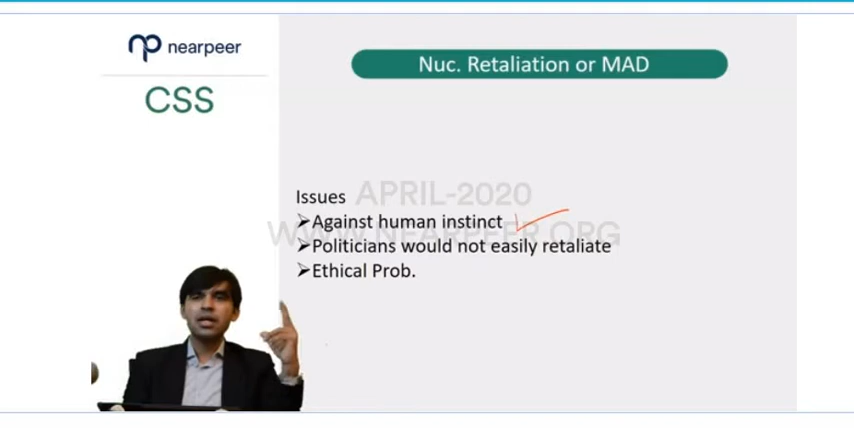 nearpeer
CSS
Nuc. Retaliation or MAD
APRIL-2020
Issues
➢Against human instinct
WWW.NEARPEER.ORG
➢Politicians would not easily retaliate
➢Ethical Prob.